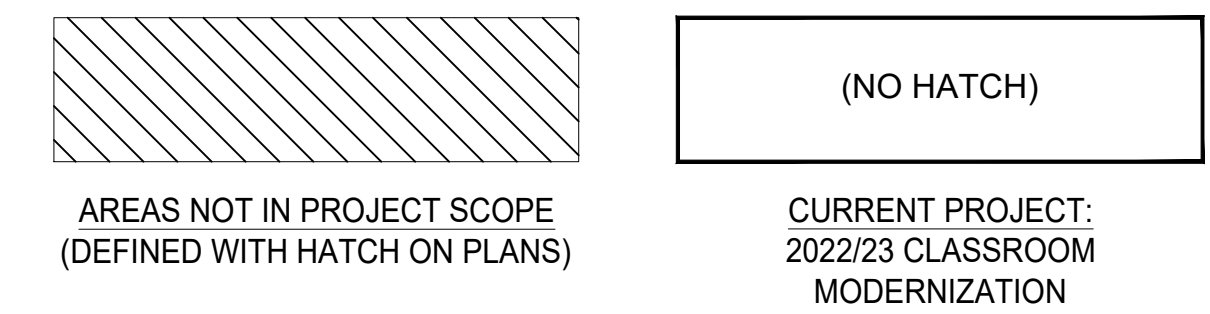 (NO HATCH)
AREAS NOT IN PROJECT SCOPE
(DEFINED WITH HATCH ON PLANS)
CURRENT PROJECT:
2022/23 CLASSROOM
MODERNIZATION